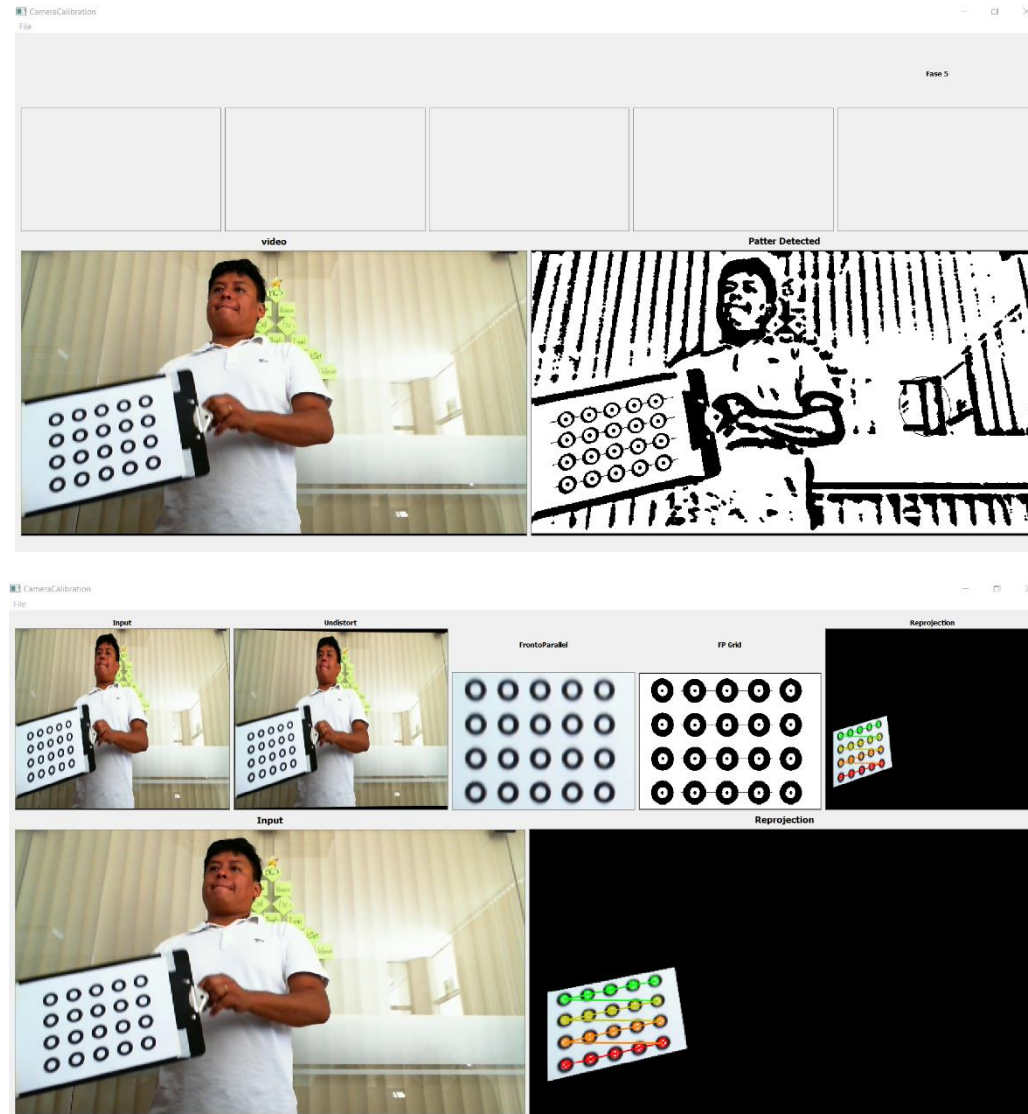 CameraCalibration
File
Fase 5
video
Patter Detected
CameraCalibration
File
Input
Undistort
FrontoParallel
FP Grid
Reprojection
Input
Reprojection